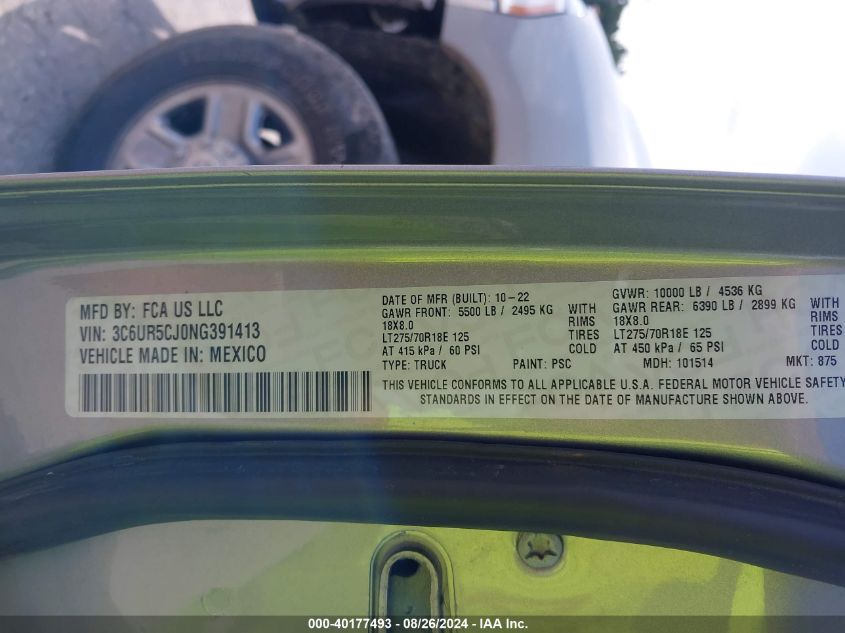 MFD BY: FCA US LLC
VIN: 3C6UR5CJ0NG391413
VEHICLE MADE IN: MEXICO
DATE OF MFR (BUILT): 10-22
GAWR FRONT: 5500 LB / 2495 KG WITH
18X8.0 RIMS
LT275/70R18E 125 TIRES
AT 415 kPa / 60 PSI COLD
TYPE: TRUCK PAINT: PSC
GVWR: 10000 LB / 4536 KG
GAWR REAR: 6390 LB / 2899 KG WITH
18X8.0 RIMS
LT275/70R18E 125 TIRES
AT 450 kPa / 65 PSI COLD
MDH: 101514 MKT: 875
THIS VEHICLE CONFORMS TO ALL APPLICABLE U.S.A. FEDERAL MOTOR VEHICLE SAFETY
STANDARDS IN EFFECT ON THE DATE OF MANUFACTURE SHOWN ABOVE.
000-40177493 - 08/26/2024 - IAA Inc.